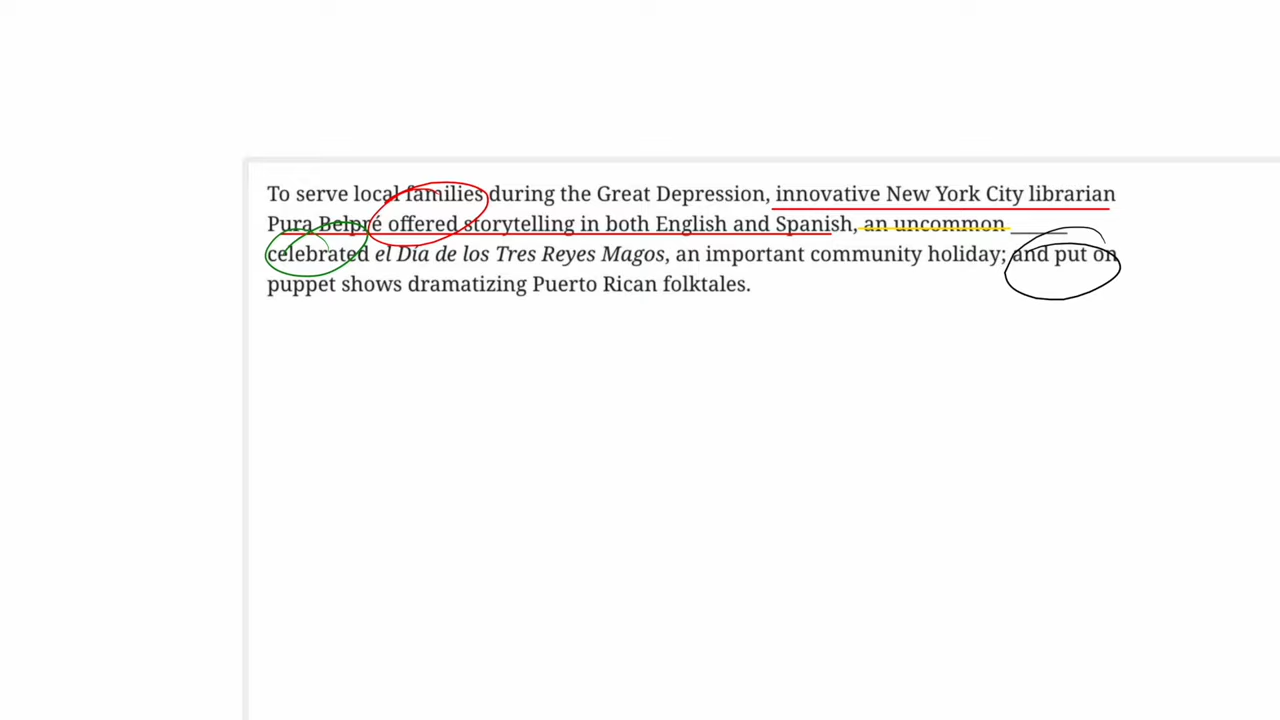 To serve local families during the Great Depression, innovative New York City librarian
Pura Belpré offered storytelling in both English and Spanish, an uncommon ______
celebrated el Día de los Tres Reyes Magos, an important community holiday; and put on
puppet shows dramatizing Puerto Rican folktales.